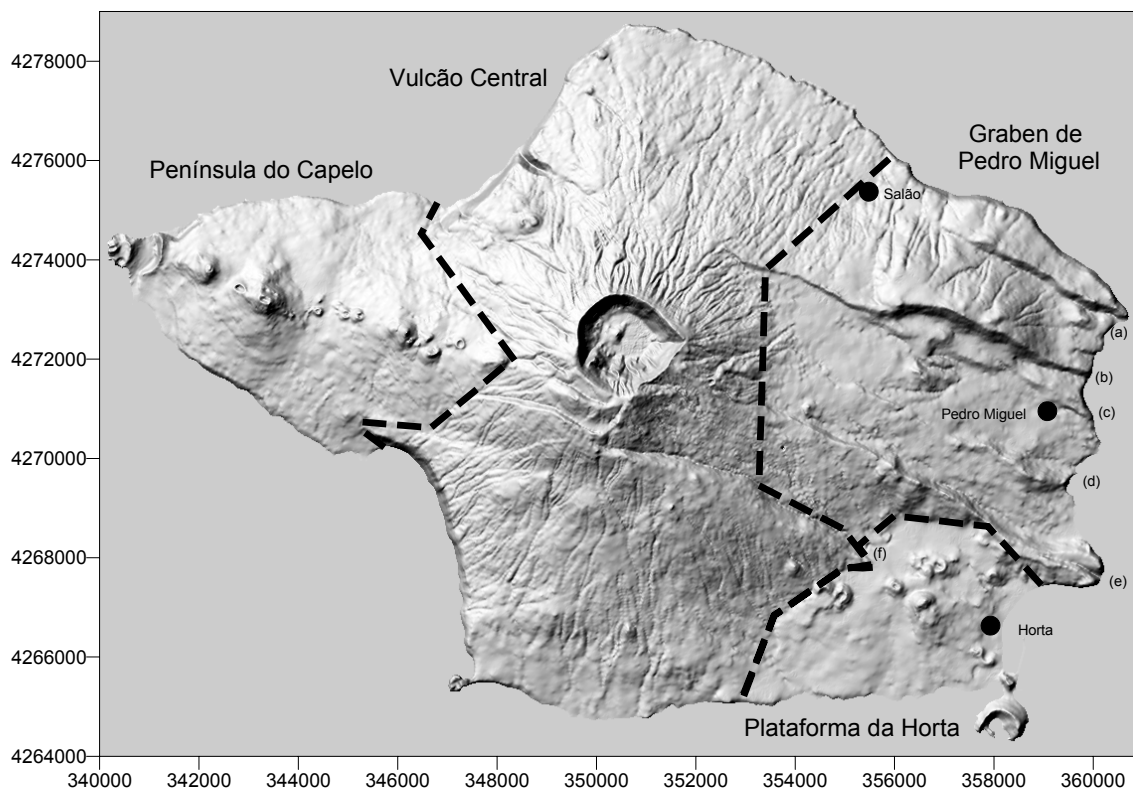 4278000
Vulcão Central
Graben de
Pedro Miguel
4276000
Península do Capelo
Salão
4274000
(a)
4272000
(b)
Pedro Miguel
(c)
4270000
(d)
4268000
(f)
(e)
4266000
Horta
Plataforma da Horta
4264000
340000 342000 344000 346000 348000 350000 352000 354000 356000 358000 360000